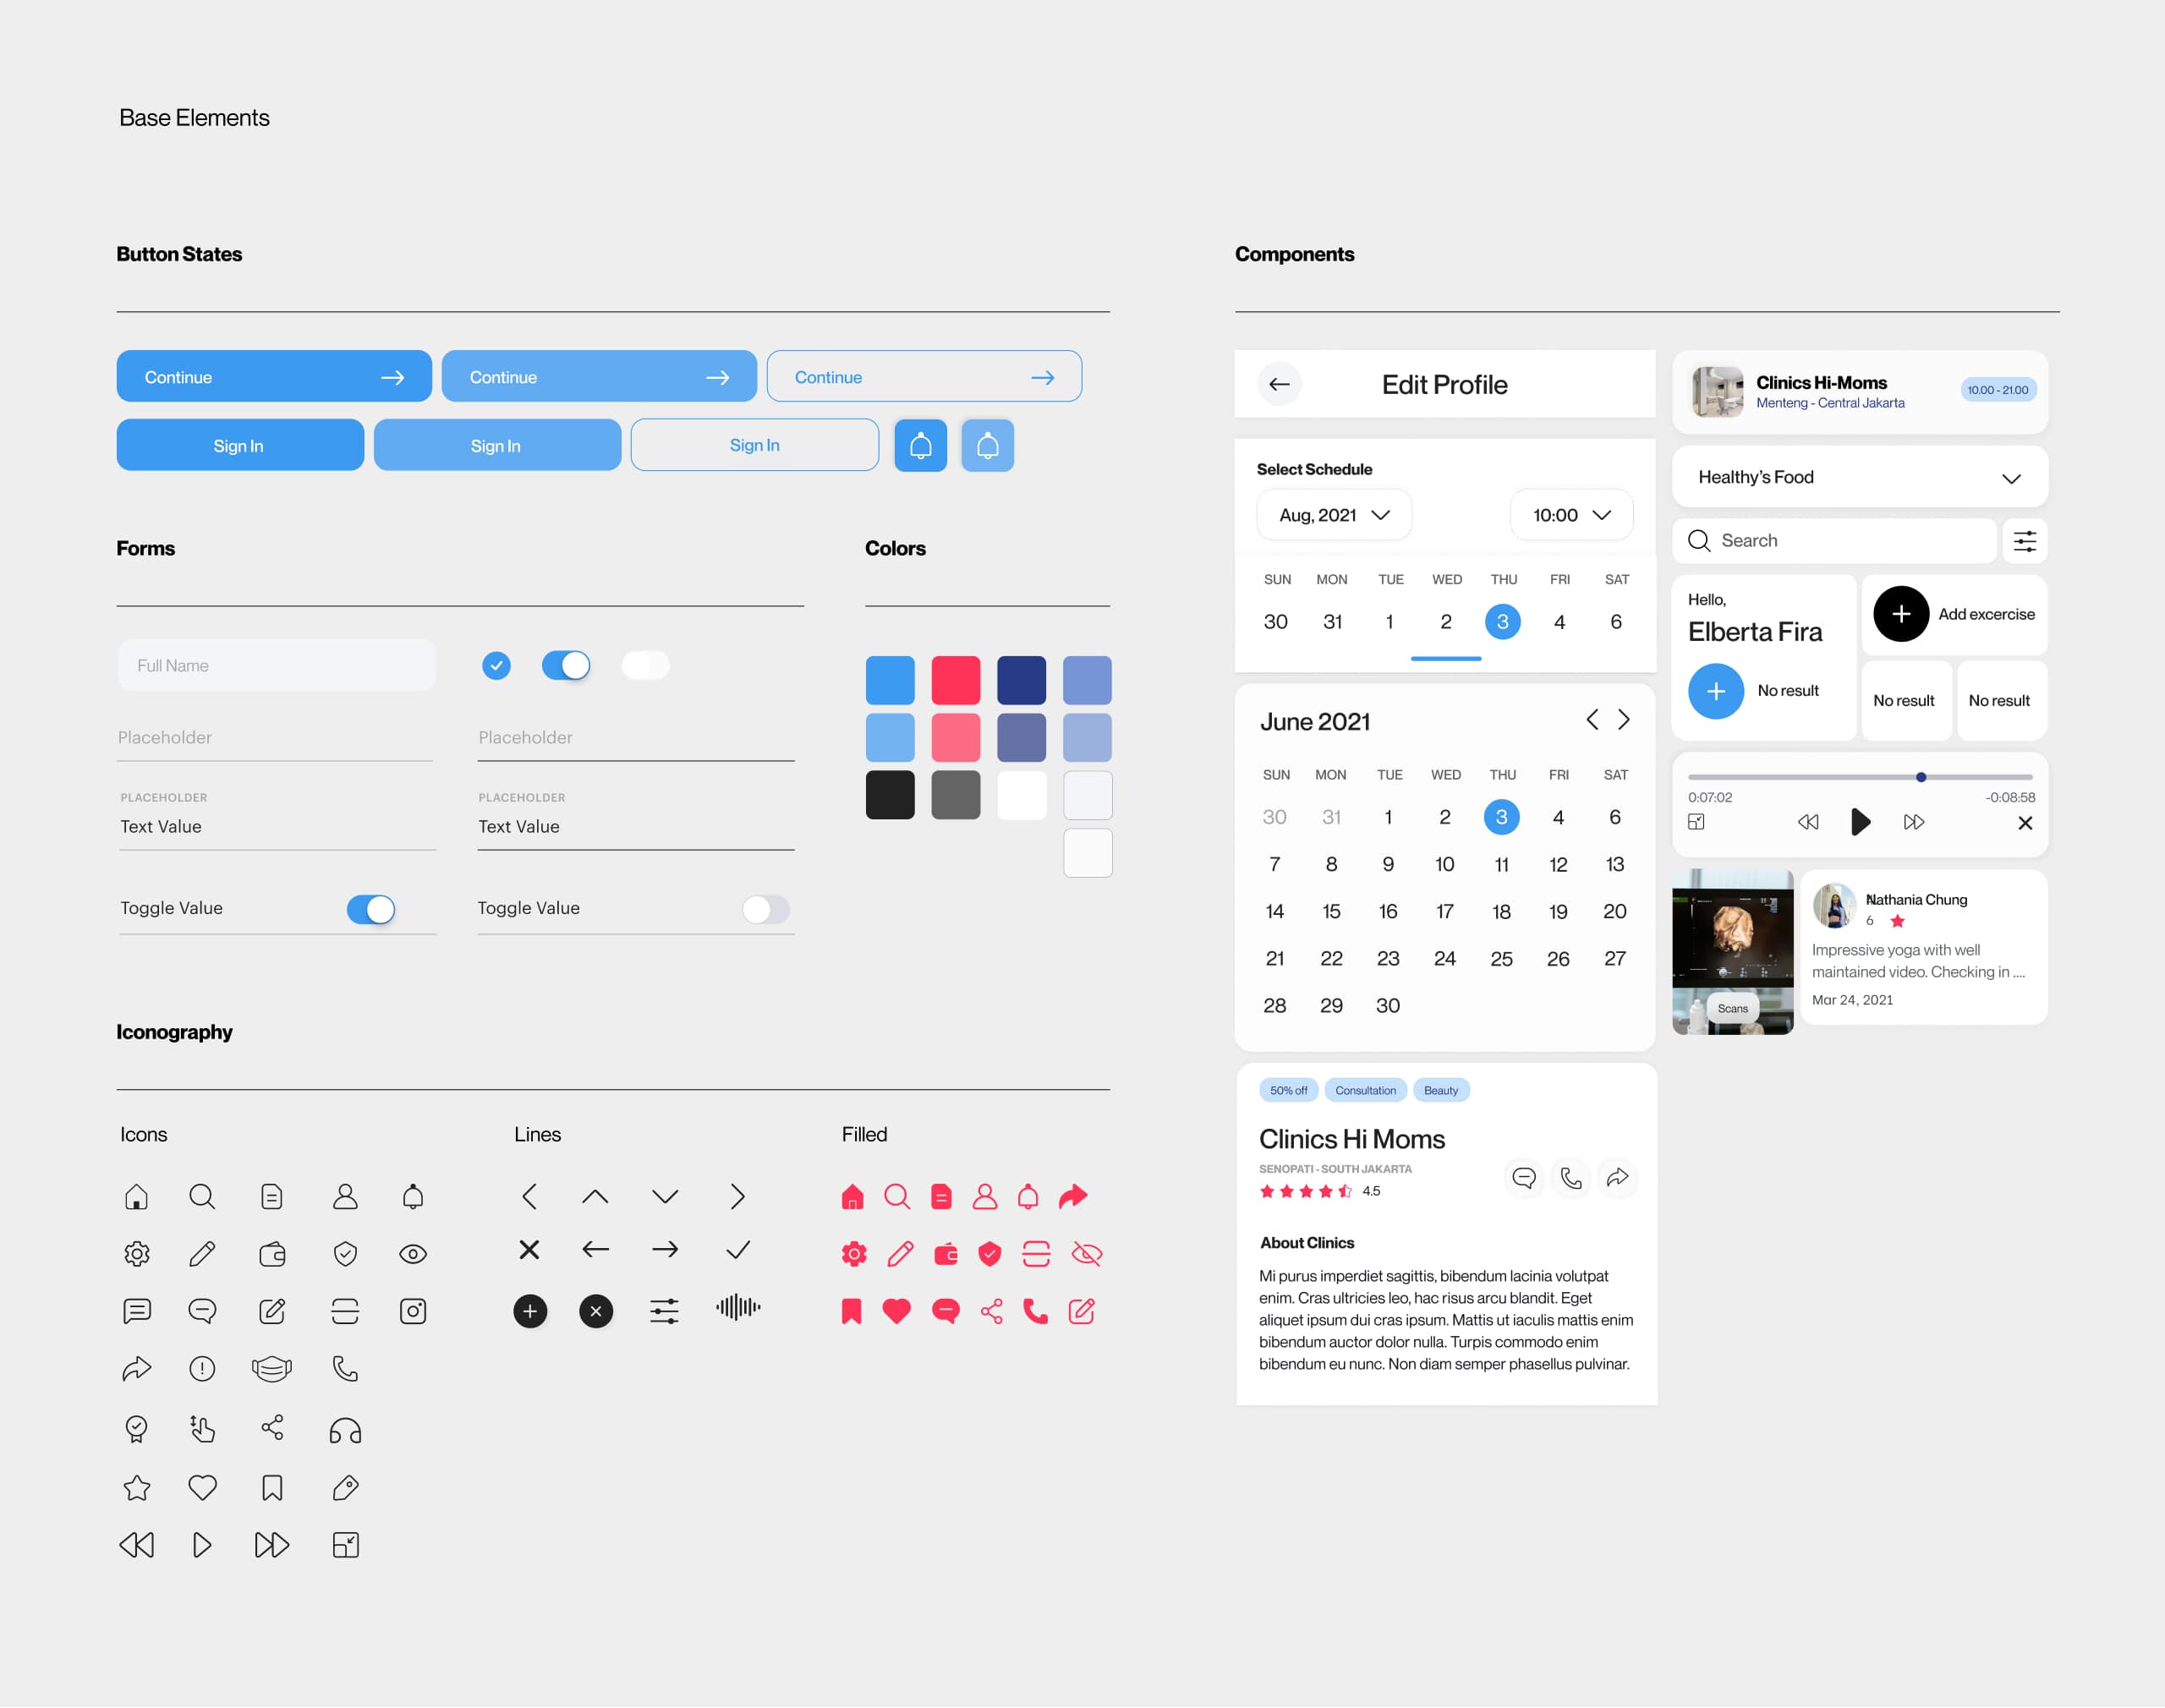 Base Elements
Button States
Continue
Continue
Continue
Sign In
Sign In
Sign In
Forms
Full Name
Placeholder
Placeholder
PLACEHOLDER
Text Value
PLACEHOLDER
Text Value
Toggle Value
Toggle Value
Colors
Iconography
Icons
Lines
Filled
Components
Edit Profile
Select Schedule
Aug, 2021
10:00
SUN MON TUE WED THU FRI SAT
30 31 1 2 3 4 6
June 2021
SUN MON TUE WED THU FRI SAT
30 31 1 2 3 4 6
7 8 9 10 11 12 13
14 15 16 17 18 19 20
21 22 23 24 25 26 27
28 29 30
50% off
Consultation
Beauty
Clinics Hi Moms
SENOPATI - SOUTH JAKARTA
4.5
About Clinics
Mi purus imperdiet sagittis, bibendum lacinia volutpat
enim. Cras ultricies leo, hac risus arcu blandit. Eget
aliquet ipsum dui cras ipsum. Mattis ut iaculis mattis enim
bibendum auctor dolor nulla. Turpis commodo enim
bibendum eu nunc. Non diam semper phasellus pulvinar.
Clinics Hi-Moms
Menteng - Central Jakarta
10.00 - 21.00
Healthy's Food
Search
Hello,
Elberta Fira
No result
Add excercise
No result
No result
0:07:02
-0:08:58
Scans
Nathania Chung
6
Impressive yoga with well
maintained video. Checking in ....
Mar 24, 2021